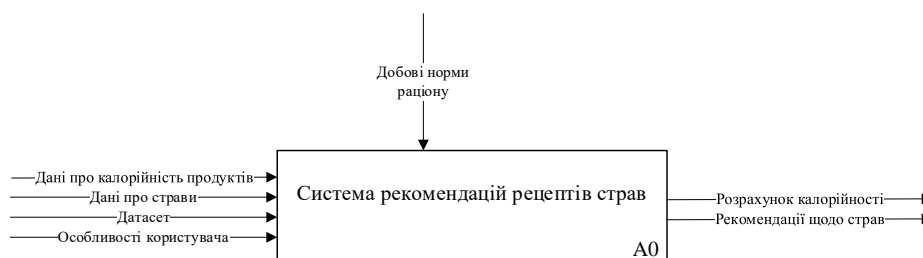 Добові норми
раціону
Дані про калорійність продуктів
Дані про страви
Датасет
Особливості користувача
Система рекомендацій рецептів страв
A0
Розрахунок калорійності
Рекомендації щодо страв